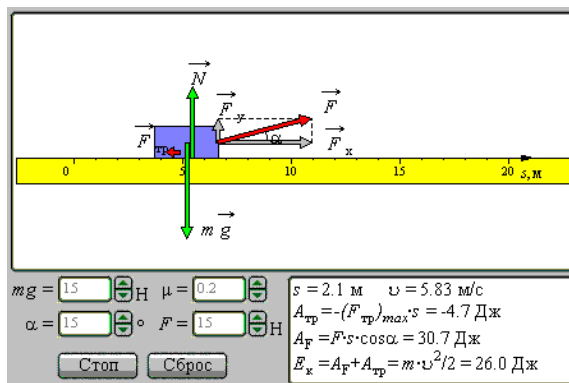 N
F y F
F тр α F x
0 5 10 15 20 s, м
m g
mg = 15 Н μ = 0.2
α = 15 ° F = 15 Н
Стоп Сброс
s = 2.1 м υ = 5.83 м/с
Aтр = -(Fтр)max·s = -4.7 Дж
AF = F·s·cosα = 30.7 Дж
Eк = AF + Aтр = m·υ²/2 = 26.0 Дж